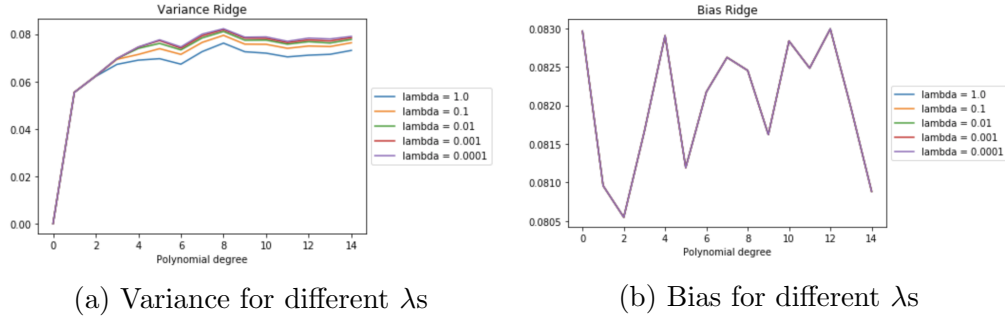 Variance Ridge
0.08
0.06
0.04
0.02
0.00
0 2 4 6 8 10 12 14
Polynomial degree
lambda = 1.0
lambda = 0.1
lambda = 0.01
lambda = 0.001
lambda = 0.0001
(a) Variance for different λs
Bias Ridge
0.0830
0.0825
0.0820
0.0815
0.0810
0.0805
0 2 4 6 8 10 12 14
Polynomial degree
lambda = 1.0
lambda = 0.1
lambda = 0.01
lambda = 0.001
lambda = 0.0001
(b) Bias for different λs